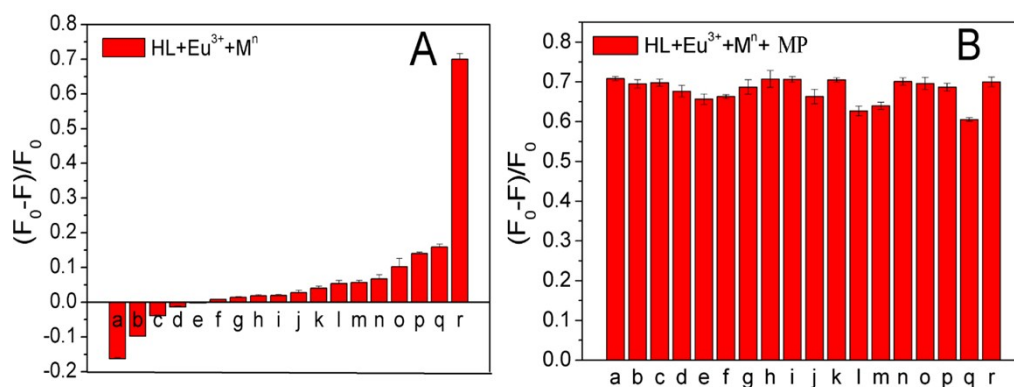 A
HL+Eu³⁺+Mⁿ
(F₀-F)/F₀
0.8
0.7
0.6
0.5
0.4
0.3
0.2
0.1
0.0
-0.1
-0.2
a b c d e f g h i j k l m n o p q r
B
HL+Eu³⁺+Mⁿ+ MP
(F₀-F)/F₀
0.8
0.7
0.6
0.5
0.4
0.3
0.2
0.1
0.0
a b c d e f g h i j k l m n o p q r